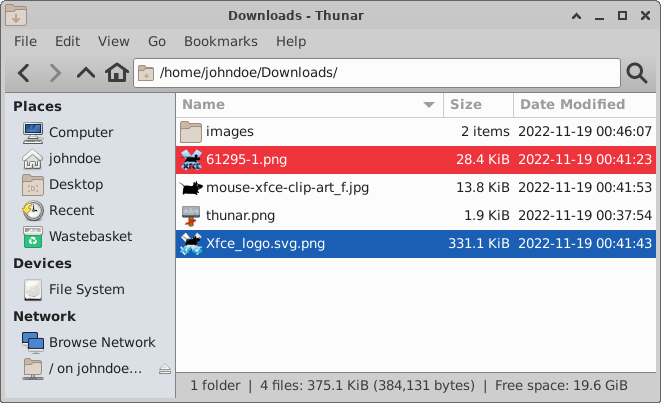 Downloads - Thunar
File Edit View Go Bookmarks Help
/home/johndoe/Downloads/
Places
Computer
johndoe
Desktop
Recent
Wastebasket
Devices
File System
Network
Browse Network
/ on johndoe...
Name Size Date Modified
images 2 items 2022-11-19 00:46:07
61295-1.png 28.4 KiB 2022-11-19 00:41:23
mouse-xfce-clip-art_f.jpg 13.8 KiB 2022-11-19 00:41:53
thunar.png 1.9 KiB 2022-11-19 00:37:54
Xfce_logo.svg.png 331.1 KiB 2022-11-19 00:41:43
1 folder | 4 files: 375.1 KiB (384,131 bytes) | Free space: 19.6 GiB